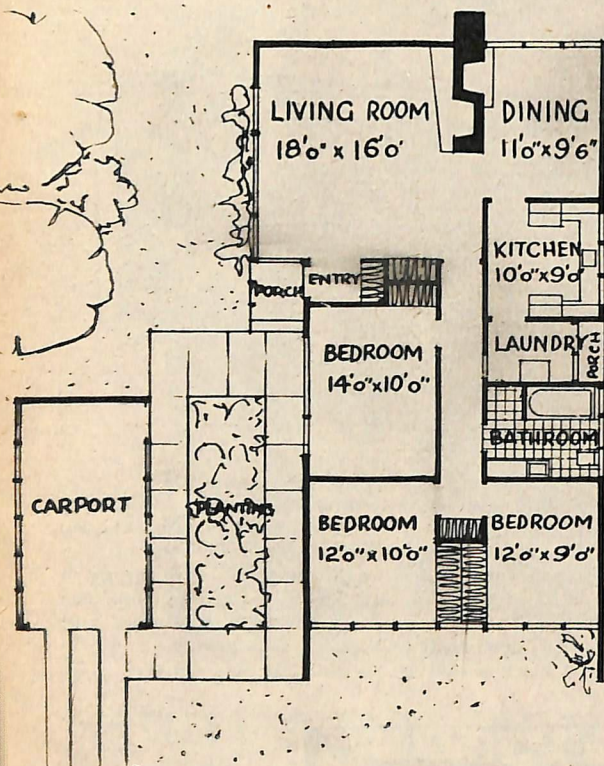 LIVING ROOM
18'0" x 16'0'
DINING
11'0"x9'6"
KITCHEN
10'0"x9'0"
PORCH
ENTRY
LAUNDRY
PORCH
BEDROOM
14'0"x10'0"
BATHROOM
CARPORT
PLANTING
BEDROOM
12'0"x10'0"
BEDROOM
12'0"x9'0"